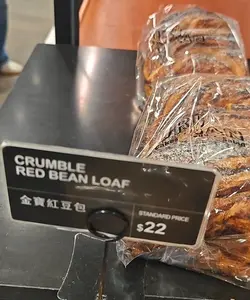 CRUMBLE
RED BEAN LOAF
金寶紅豆包
STANDARD PRICE
$22